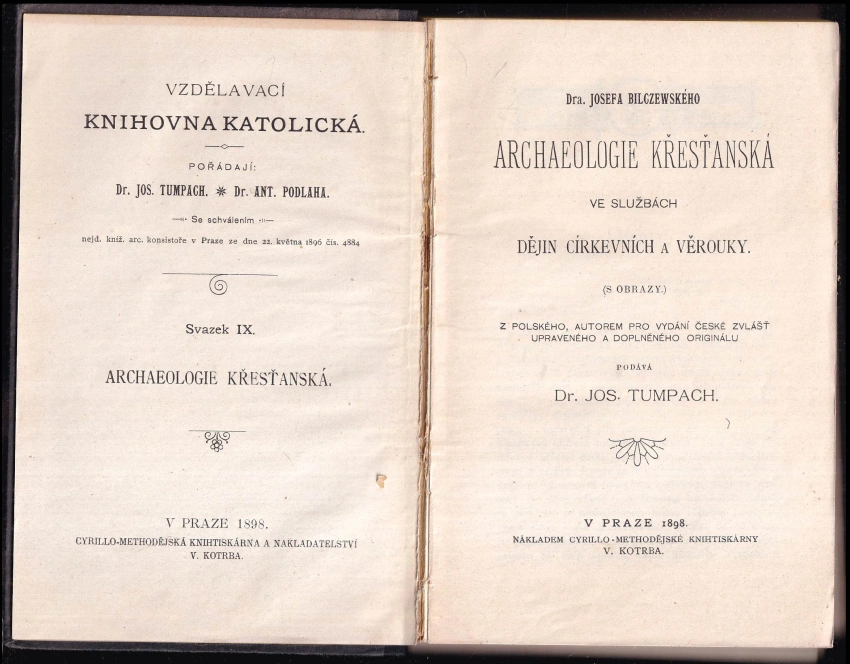 VZDĚLAVACÍ
KNIHOVNA KATOLICKÁ.
POŘÁDAJÍ:
Dr. JOS. TUMPACH. ✳ Dr. ANT. PODLAHA.
Se schválením
nejd. kníž. arc. konsistoře v Praze ze dne 22. května 1896 čís. 4884
Svazek IX.
ARCHAEOLOGIE KŘESŤANSKÁ.
V PRAZE 1898.
CYRILLO-METHODĚJSKÁ KNIHTISKÁRNA A NAKLADATELSTVÍ
V. KOTRBA.
Dra. JOSEFA BILCZEWSKÉHO
ARCHAEOLOGIE KŘESŤANSKÁ
VE SLUŽBÁCH
DĚJIN CÍRKEVNÍCH A VĚROUKY.
(S OBRAZY.)
Z POLSKÉHO, AUTOREM PRO VYDÁNÍ ČESKÉ ZVLÁŠŤ
UPRAVENÉHO A DOPLNĚNÉHO ORIGINÁLU
PODÁVÁ
Dr. JOS. TUMPACH.
V PRAZE 1898.
NÁKLADEM CYRILLO-METHODĚJSKÉ KNIHTISKÁRNY
V. KOTRBA.